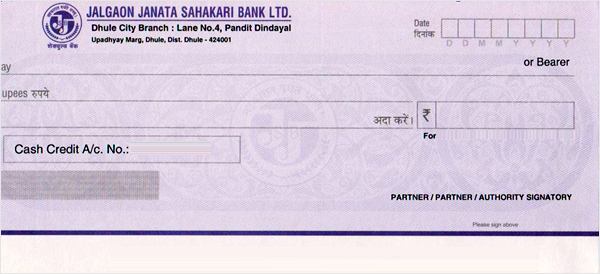 JALGAON JANATA SAHAKARI BANK LTD.
Dhule City Branch : Lane No.4, Pandit Dindayal
Upadhyay Marg, Dhule, Dist. Dhule - 424001
शेड्युल्ड बँक
Date
दिनांक
D D M M Y Y Y Y
ay
or Bearer
upees रुपये
अदा करें।
₹
For
Cash Credit A/c. No.:
PARTNER / PARTNER / AUTHORITY SIGNATORY
Please sign above